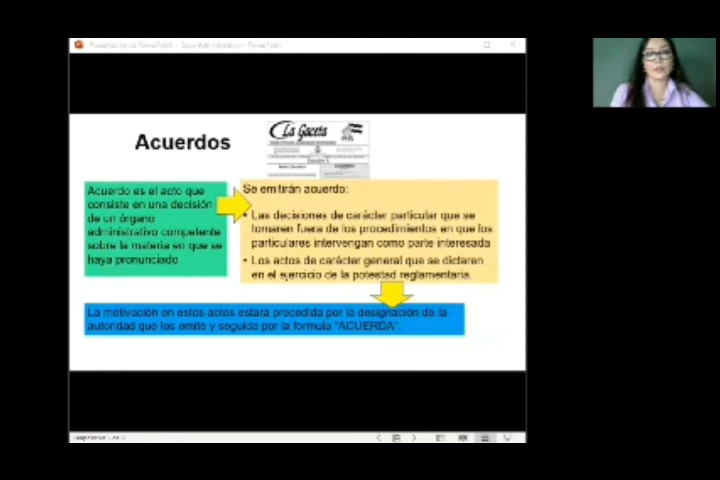 Acuerdos
La Gaceta
Acuerdo es el acto que
consiste en una decisión
de un órgano
administrativo competente
sobre la materia en que se
haya pronunciado
Se emitirán acuerdo:
• Las decisiones de carácter particular que se
tomaren fuera de los procedimientos en que los
particulares intervengan como parte interesada
• Los actos de carácter general que se dictaren
en el ejercicio de la potestad reglamentaria.
La motivación en estos actos estará precedida por la designación de la
autoridad que los emite y seguida por la formula "ACUERDA".